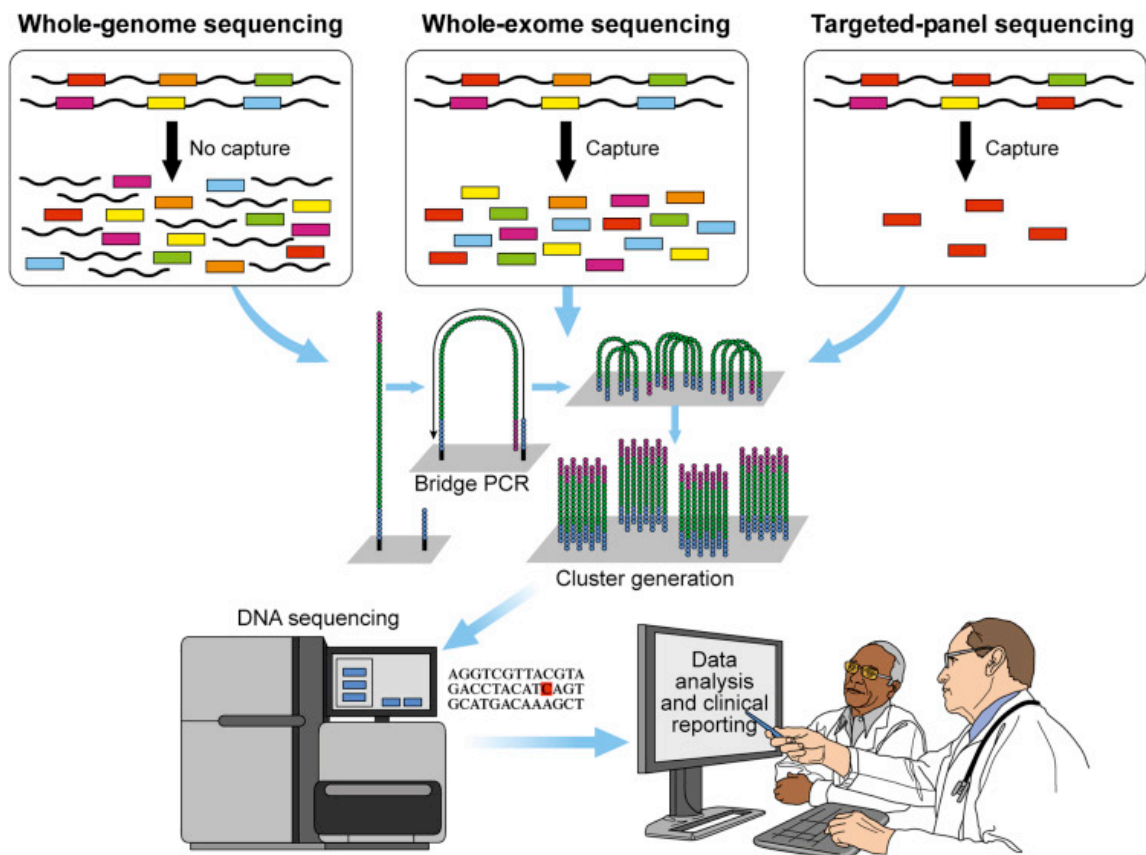 Whole-genome sequencing
Whole-exome sequencing
Targeted-panel sequencing
No capture
Capture
Capture
Bridge PCR
Cluster generation
DNA sequencing
AGGTCGTTACGTA
GACCTACATCAGT
GCATGACAAAGCT
Data
analysis
and clinical
reporting